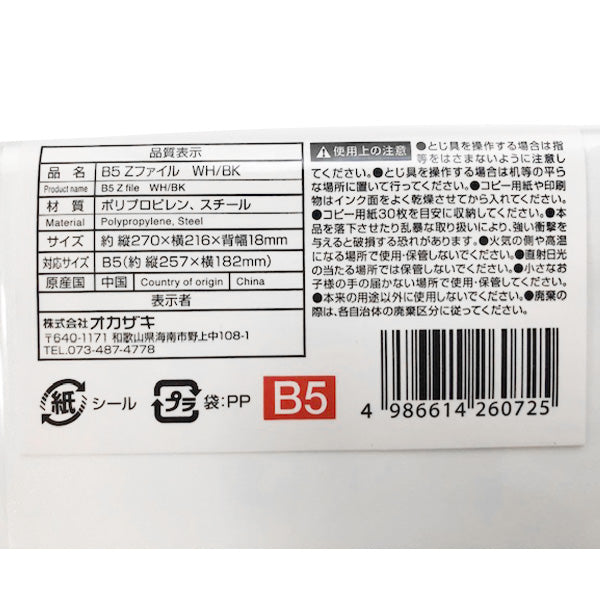 品質表示
品 名 B5 Zファイル WH/BK
Product name B5 Z file WH/BK
材 質 ポリプロピレン、スチール
Material Polypropylene, Steel
サイズ 約 縦270×横216×背幅18mm
対応サイズ B5(約 縦257×横182mm)
原産国 中国 Country of origin China
表示者
株式会社 オカザキ
〒640-1171 和歌山県海南市野上中108-1
TEL.073-487-4778
使用上の注意 ●とじ具を操作する場合は指
等をはさまないように注意し
てください。●とじ具を操作する場合は机等の平ら
な場所に置いて行ってください。●コピー用紙や印刷
物はインク面をよく乾燥させてから入れてください。
●コピー用紙30枚を目安に収納してください。●本
品を落下させたり乱暴な取り扱いにより、強い衝撃
を与えると破損する恐れがあります。●火気の側や高温
になる場所で使用・保管しないでください。●直射日光
の当たる場所では保管しないでください。●小さなお
子様の手の届かない場所で使用・保管してください。
●本来の用途以外に使用しないでください。●廃棄の
際は、各自治体の廃棄区分に従ってください。
紙 シール プラ 袋:PP B5
4 986614 260725